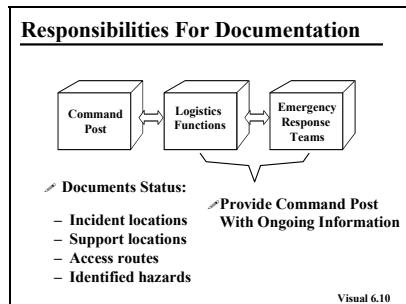 Responsibilities For Documentation
Command
Post
Logistics
Functions
Emergency
Response
Teams
Documents Status:
– Incident locations
– Support locations
– Access routes
– Identified hazards
Provide Command Post
With Ongoing Information
Visual 6.10